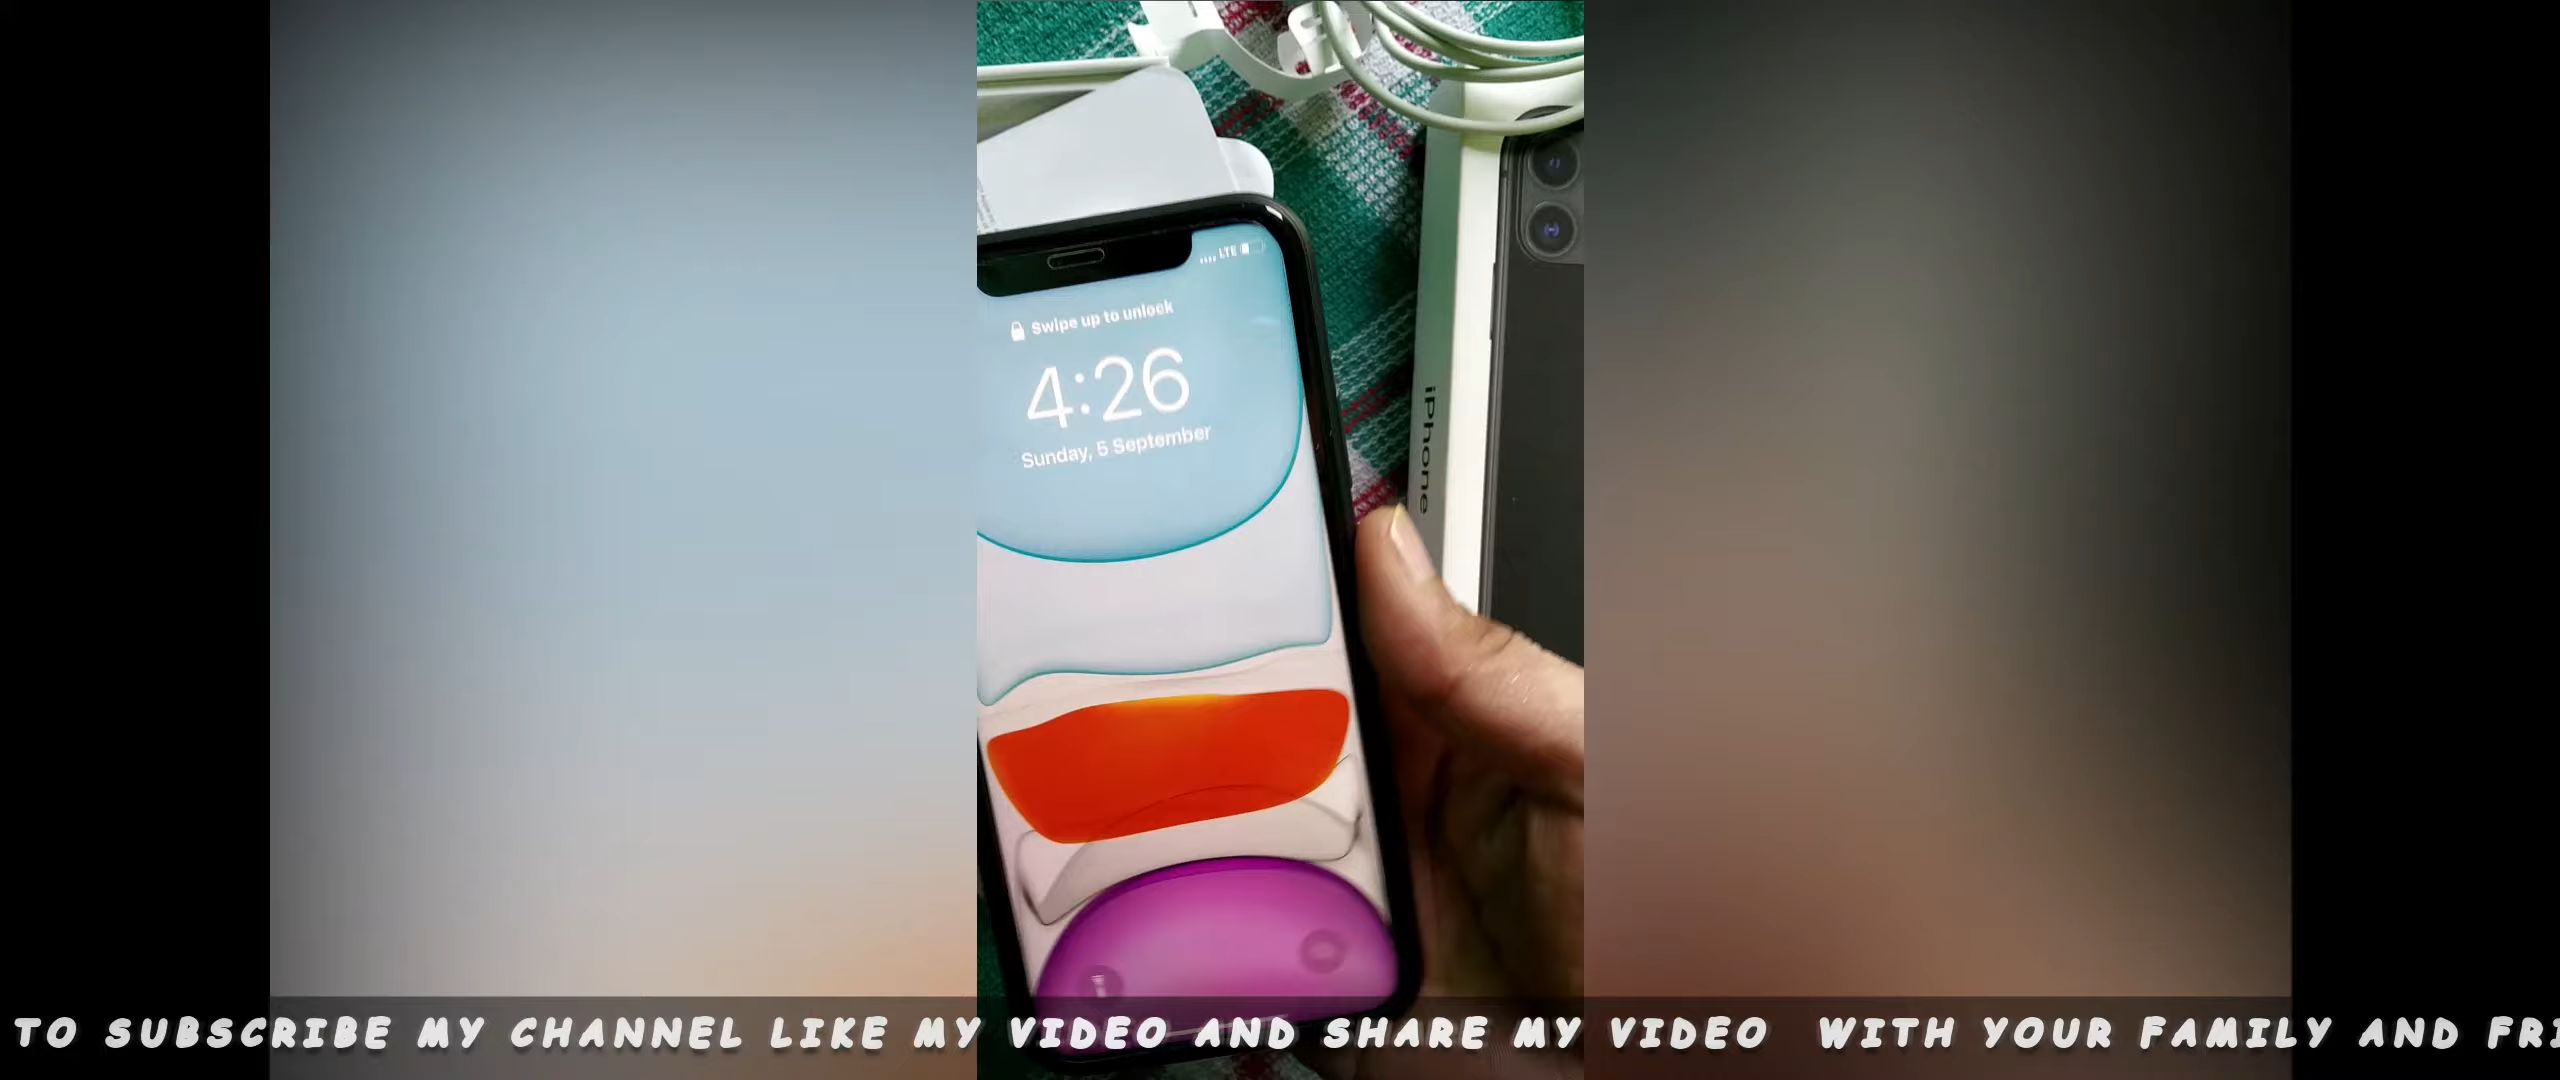 LTE
Swipe up to unlock
4:26
Sunday, 5 September
iPhone
TO SUBSCRIBE MY CHANNEL LIKE MY VIDEO AND SHARE MY VIDEO WITH YOUR FAMILY AND FRI